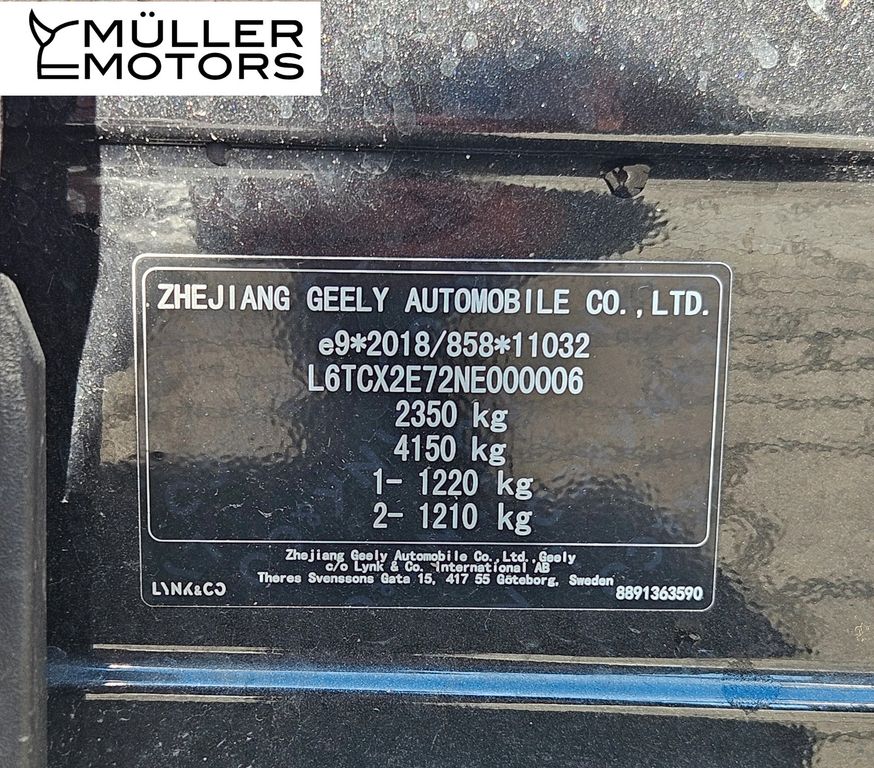 MÜLLER
MOTORS
ZHEJIANG GEELY AUTOMOBILE CO.,LTD.
e9*2018/858*11032
L6TCX2E72NE000006
2350 kg
4150 kg
1- 1220 kg
2- 1210 kg
Zhejiang Geely Automobile Co., Ltd.,Geely
c/o Lynk & Co. International AB
Theres Svenssons Gata 15, 417 55 Göteborg, Sweden
LYNK&CO
8891363590